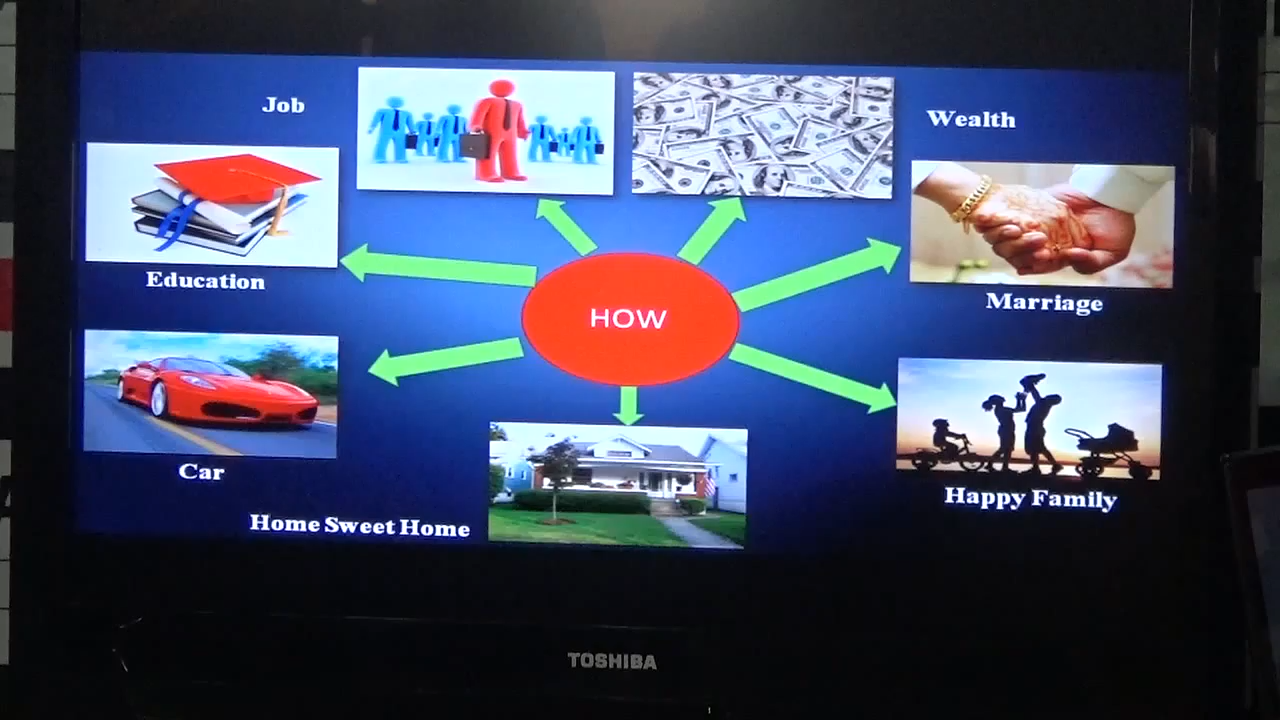 Job
Wealth
Education
HOW
Marriage
Car
Happy Family
Home Sweet Home
TOSHIBA